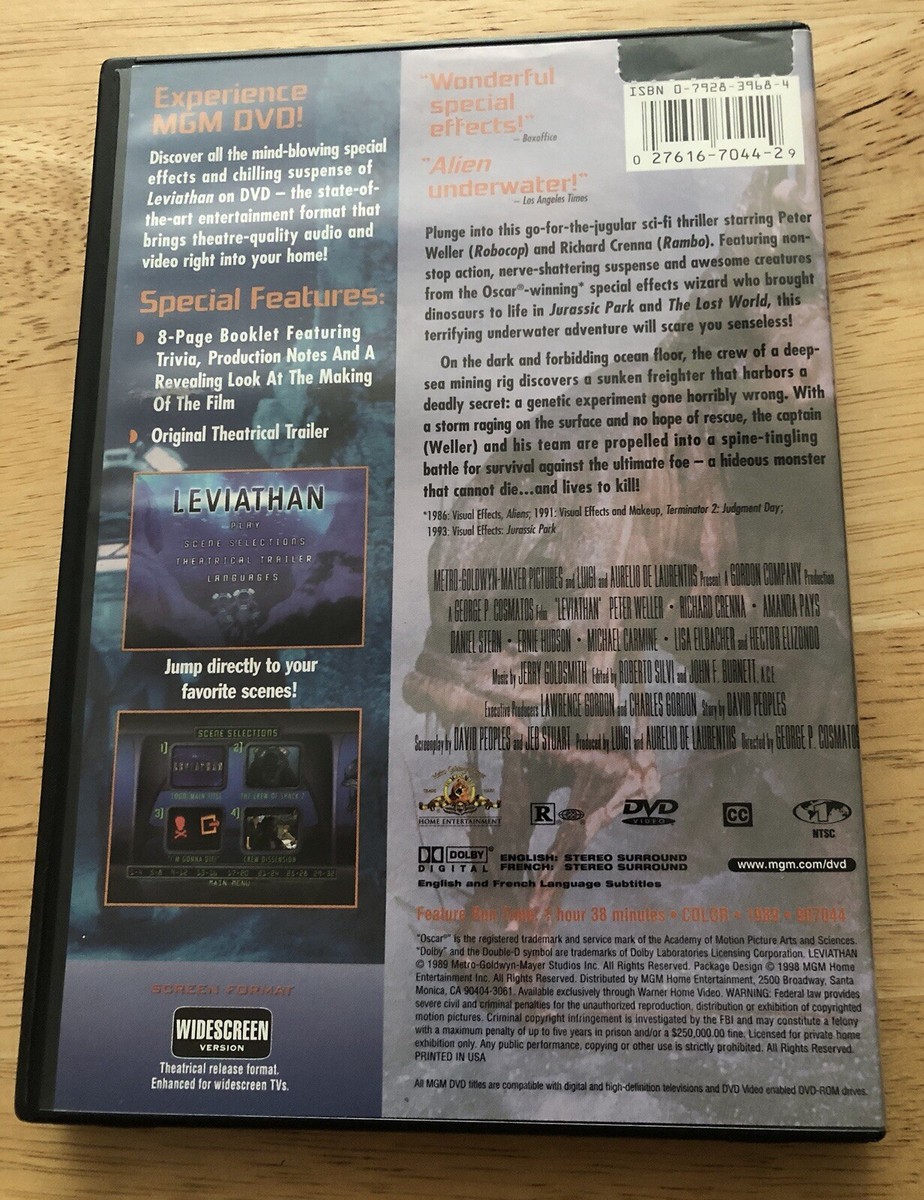 Experience
MGM DVD!
Discover all the mind-blowing special
effects and chilling suspense of
Leviathan on DVD – the state-of-
the-art entertainment format that
brings theatre-quality audio and
video right into your home!
Special Features:
8-Page Booklet Featuring
Trivia, Production Notes And A
Revealing Look At The Making
Of The Film
Original Theatrical Trailer
LEVIATHAN
PLAY
SCENE SELECTIONS
THEATRICAL TRAILER
LANGUAGES
Jump directly to your
favorite scenes!
SCENE SELECTIONS
1] 2]
LEVIATHAN
3] 4]
CREW DISSENSION
MAIN MENU
SCREEN FORMAT
WIDESCREEN
VERSION
Theatrical release format.
Enhanced for widescreen TVs.
"Wonderful
special
effects!"
– Boxoffice
"Alien
underwater!"
– Los Angeles Times
ISBN 0-7928-3968-4
0 27616-7044-2 9
Plunge into this go-for-the-jugular sci-fi thriller starring Peter
Weller (Robocop) and Richard Crenna (Rambo). Featuring non-
stop action, nerve-shattering suspense and awesome creatures
from the Oscar®-winning* special effects wizard who brought
dinosaurs to life in Jurassic Park and The Lost World, this
terrifying underwater adventure will scare you senseless!
On the dark and forbidding ocean floor, the crew of a deep-
sea mining rig discovers a sunken freighter that harbors a
deadly secret: a genetic experiment gone horribly wrong. With
a storm raging on the surface and no hope of rescue, the captain
(Weller) and his team are propelled into a spine-tingling
battle for survival against the ultimate foe – a hideous monster
that cannot die...and lives to kill!
*1986: Visual Effects, Aliens; 1991: Visual Effects and Makeup, Terminator 2: Judgment Day;
1993: Visual Effects: Jurassic Park
METRO-GOLDWYN-MAYER PICTURES and LUIGI and AURELIO DE LAURENTIIS Present A GORDON COMPANY Production
A GEORGE P. COSMATOS Film "LEVIATHAN" PETER WELLER • RICHARD CRENNA • AMANDA PAYS
DANIEL STERN • ERNIE HUDSON • MICHAEL CARMINE • LISA EILBACHER and HECTOR ELIZONDO
Music by JERRY GOLDSMITH Edited by ROBERTO SILVI and JOHN F. BURNETT, A.C.E.
Executive Producers LAWRENCE GORDON and CHARLES GORDON Story by DAVID PEOPLES
Screenplay by DAVID PEOPLES and JEB STUART Produced by LUIGI and AURELIO DE LAURENTIIS Directed by GEORGE P. COSMATOS
HOME ENTERTAINMENT
R
DVD
VIDEO
CC
1
NTSC
DOLBY
DIGITAL
ENGLISH: STEREO SURROUND
FRENCH: STEREO SURROUND
English and French Language Subtitles
www.mgm.com/dvd
Feature Run Time: 1 hour 38 minutes • COLOR • 1989 • 907044
"Oscar®" is the registered trademark and service mark of the Academy of Motion Picture Arts and Sciences.
"Dolby" and the Double-D symbol are trademarks of Dolby Laboratories Licensing Corporation. LEVIATHAN
© 1989 Metro-Goldwyn-Mayer Studios Inc. All Rights Reserved. Package Design © 1998 MGM Home
Entertainment Inc. All Rights Reserved. Distributed by MGM Home Entertainment, 2500 Broadway, Santa
Monica, CA 90404-3061. Available exclusively through Warner Home Video. WARNING: Federal law provides
severe civil and criminal penalties for the unauthorized reproduction, distribution or exhibition of copyrighted
motion pictures. Criminal copyright infringement is investigated by the FBI and may constitute a felony
with a maximum penalty of up to five years in prison and/or a $250,000.00 fine. Licensed for private home
exhibition only. Any public performance, copying or other use is strictly prohibited. All Rights Reserved.
PRINTED IN USA
All MGM DVD titles are compatible with digital and high-definition televisions and DVD Video enabled DVD-ROM drives.